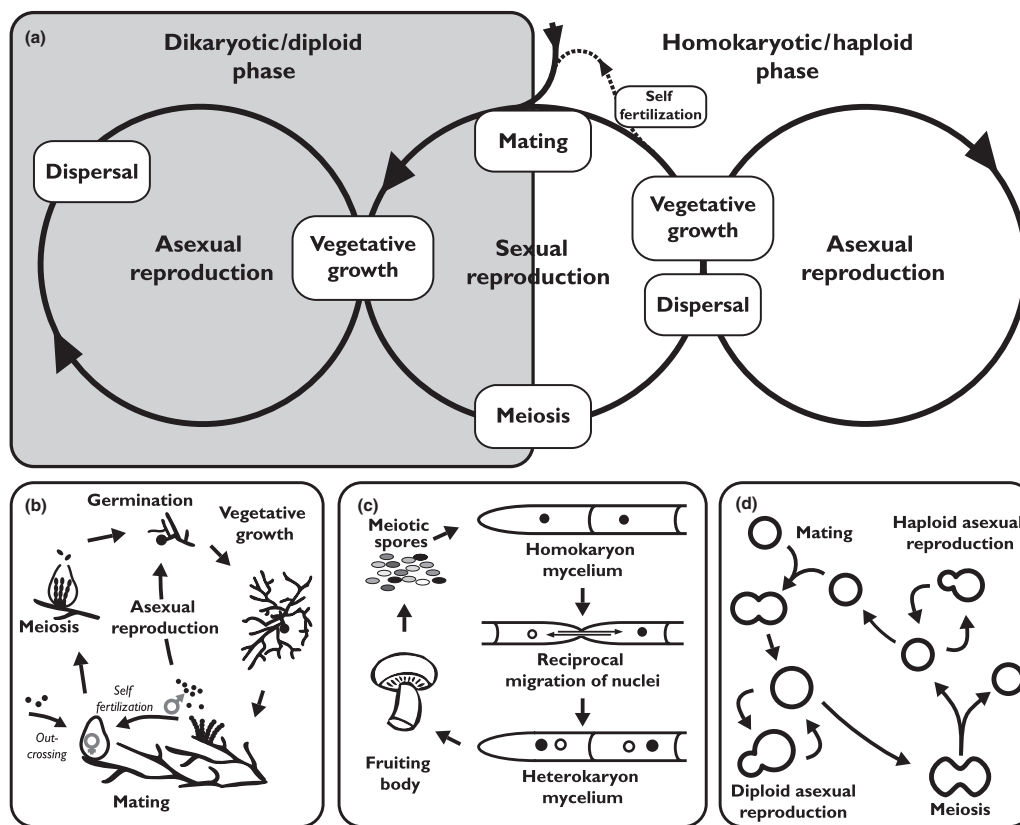 (a)
Dikaryotic/diploid
phase
Homokaryotic/haploid
phase
Self
fertilization
Mating
Dispersal
Vegetative
growth
Asexual
reproduction
Vegetative
growth
Sexual
reproduction
Asexual
reproduction
Dispersal
Meiosis
(b)
Germination
Vegetative
growth
Asexual
reproduction
Meiosis
Self
fertilization
Out-
crossing
Mating
(c)
Meiotic
spores
Homokaryon
mycelium
Reciprocal
migration of nuclei
Fruiting
body
Heterokaryon
mycelium
(d)
Mating
Haploid asexual
reproduction
Diploid asexual
reproduction
Meiosis